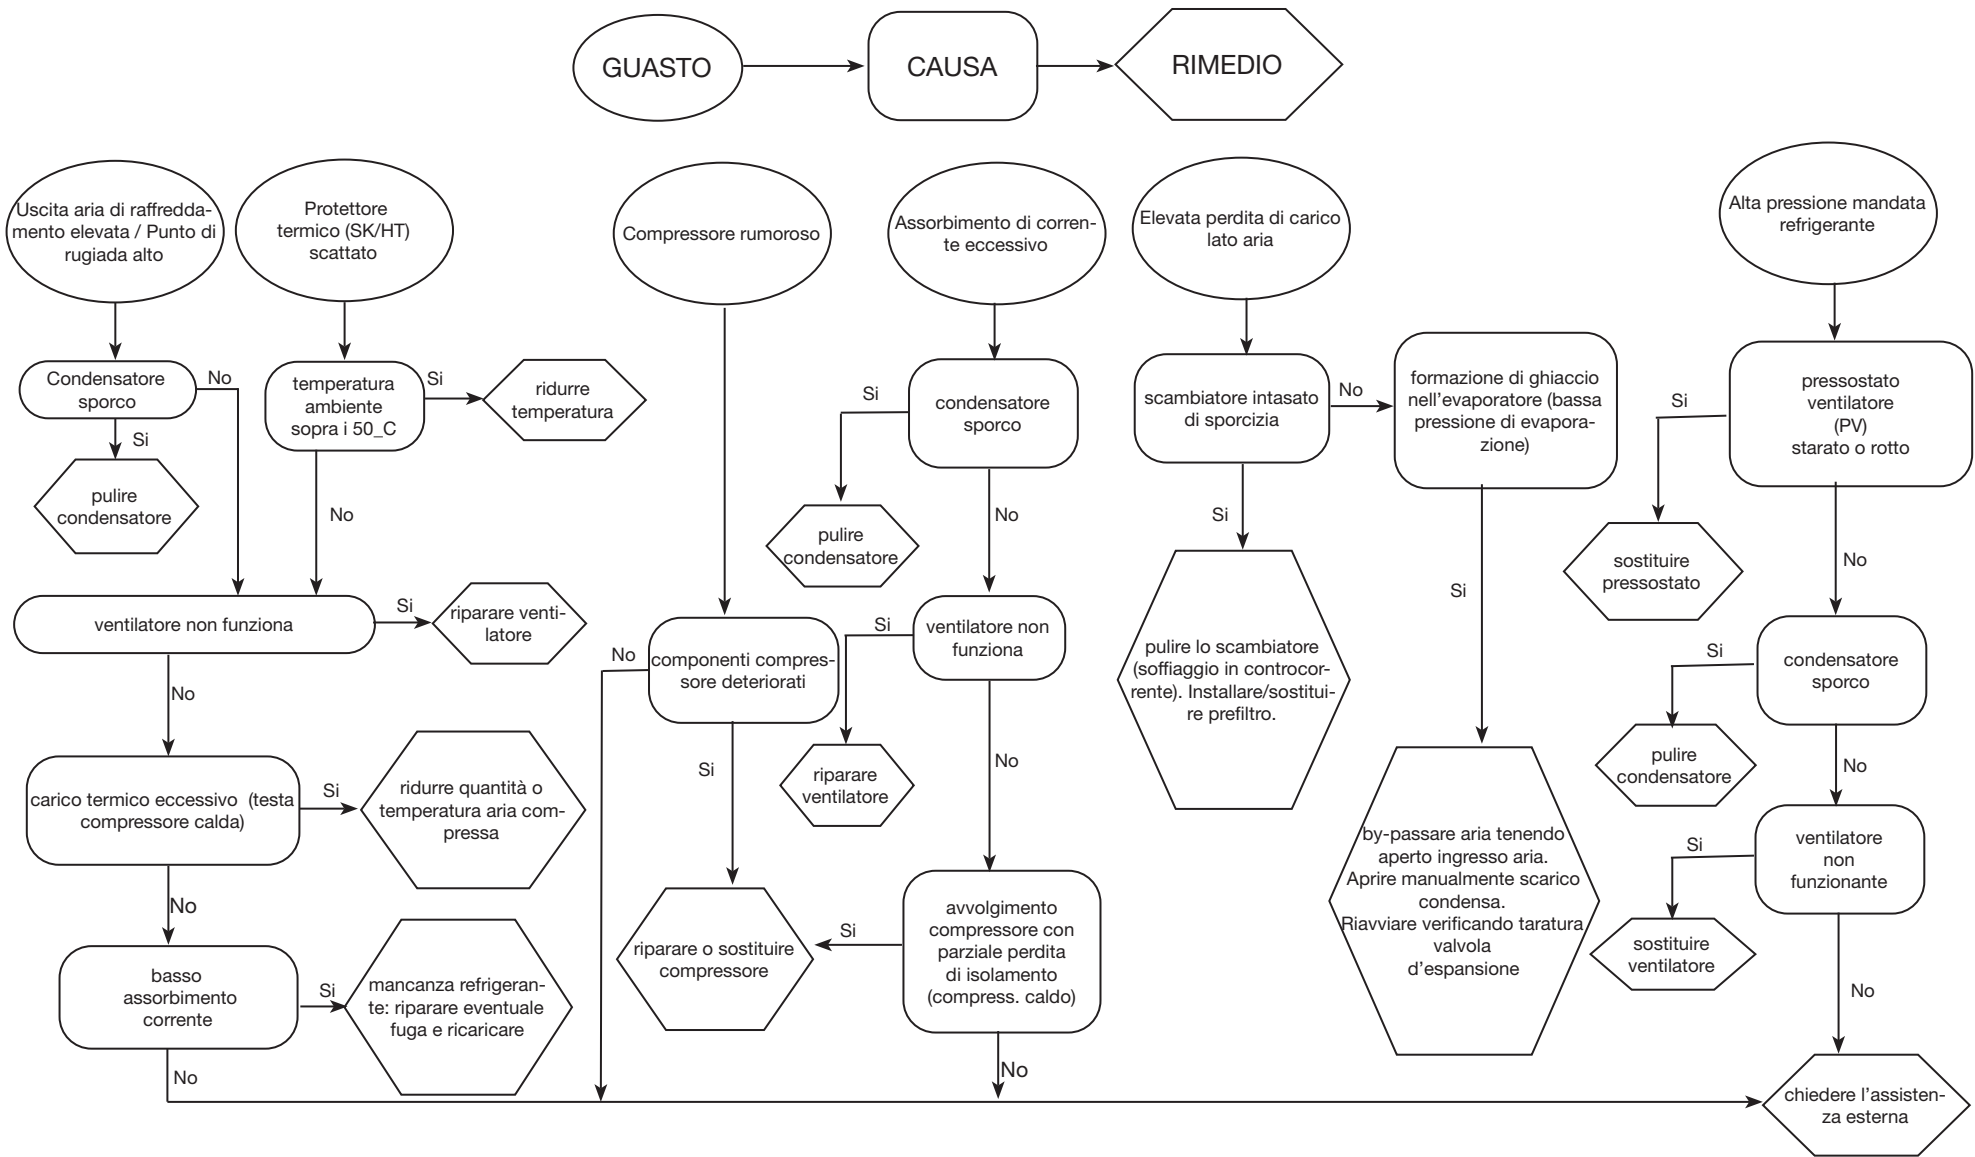 GUASTO
CAUSA
RIMEDIO
Uscita aria di raffredda-
mento elevata / Punto di
rugiada alto
Protettore
termico (SK/HT)
scattato
Compressore rumoroso
Assorbimento di corren-
te eccessivo
Elevata perdita di carico
lato aria
Alta pressione mandata
refrigerante
Condensatore
sporco
No
Si
pulire
condensatore
temperatura
ambiente
sopra i 50_C
Si
ridurre
temperatura
No
ventilatore non funziona
Si
riparare venti-
latore
No
carico termico eccessivo (testa
compressore calda)
Si
ridurre quantità o
temperatura aria com-
pressa
No
basso
assorbimento
corrente
Si
mancanza refrigeran-
te: riparare eventuale
fuga e ricaricare
No
componenti compres-
sore deteriorati
No
Si
riparare o sostituire
compressore
condensatore
sporco
Si
pulire
condensatore
No
ventilatore non
funziona
Si
riparare
ventilatore
No
avvolgimento
compressore con
parziale perdita
di isolamento
(compress. caldo)
Si
No
scambiatore intasato
di sporcizia
No
Si
pulire lo scambiatore
(soffiaggio in controcor-
rente). Installare/sostitui-
re prefiltro.
formazione di ghiaccio
nell’evaporatore (bassa
pressione di evapora-
zione)
Si
by-passare aria tenendo
aperto ingresso aria.
Aprire manualmente scarico
condensa.
Riavviare verificando taratura
valvola
d’espansione
pressostato
ventilatore
(PV)
starato o rotto
Si
sostituire
pressostato
No
condensatore
sporco
Si
pulire
condensatore
No
ventilatore
non
funzionante
Si
sostituire
ventilatore
No
chiedere l’assisten-
za esterna